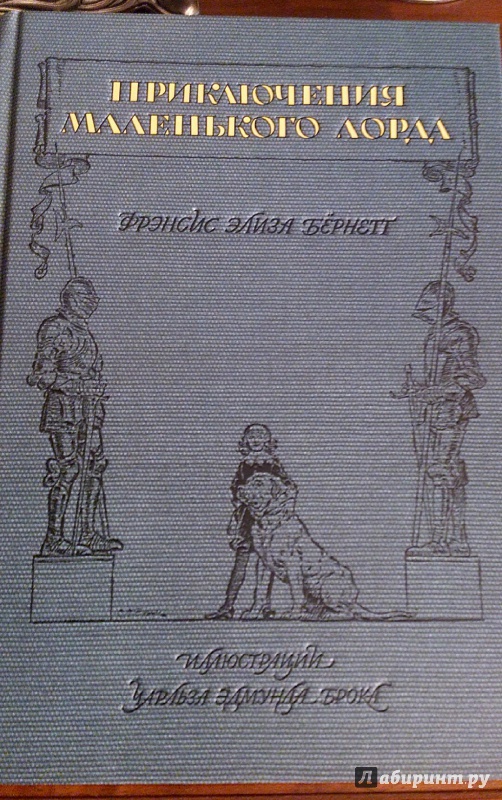 ПРИКЛЮЧЕНИЯ
МАЛЕНЬКОГО ЛОРДА
ФРЭНСИС ЭЛИЗА БЁРНЕТТ
ИЛЛЮСТРАЦИИ
ЧАРЛЬЗА ЭДМУНДА БРОКА
Лабиринт.ру